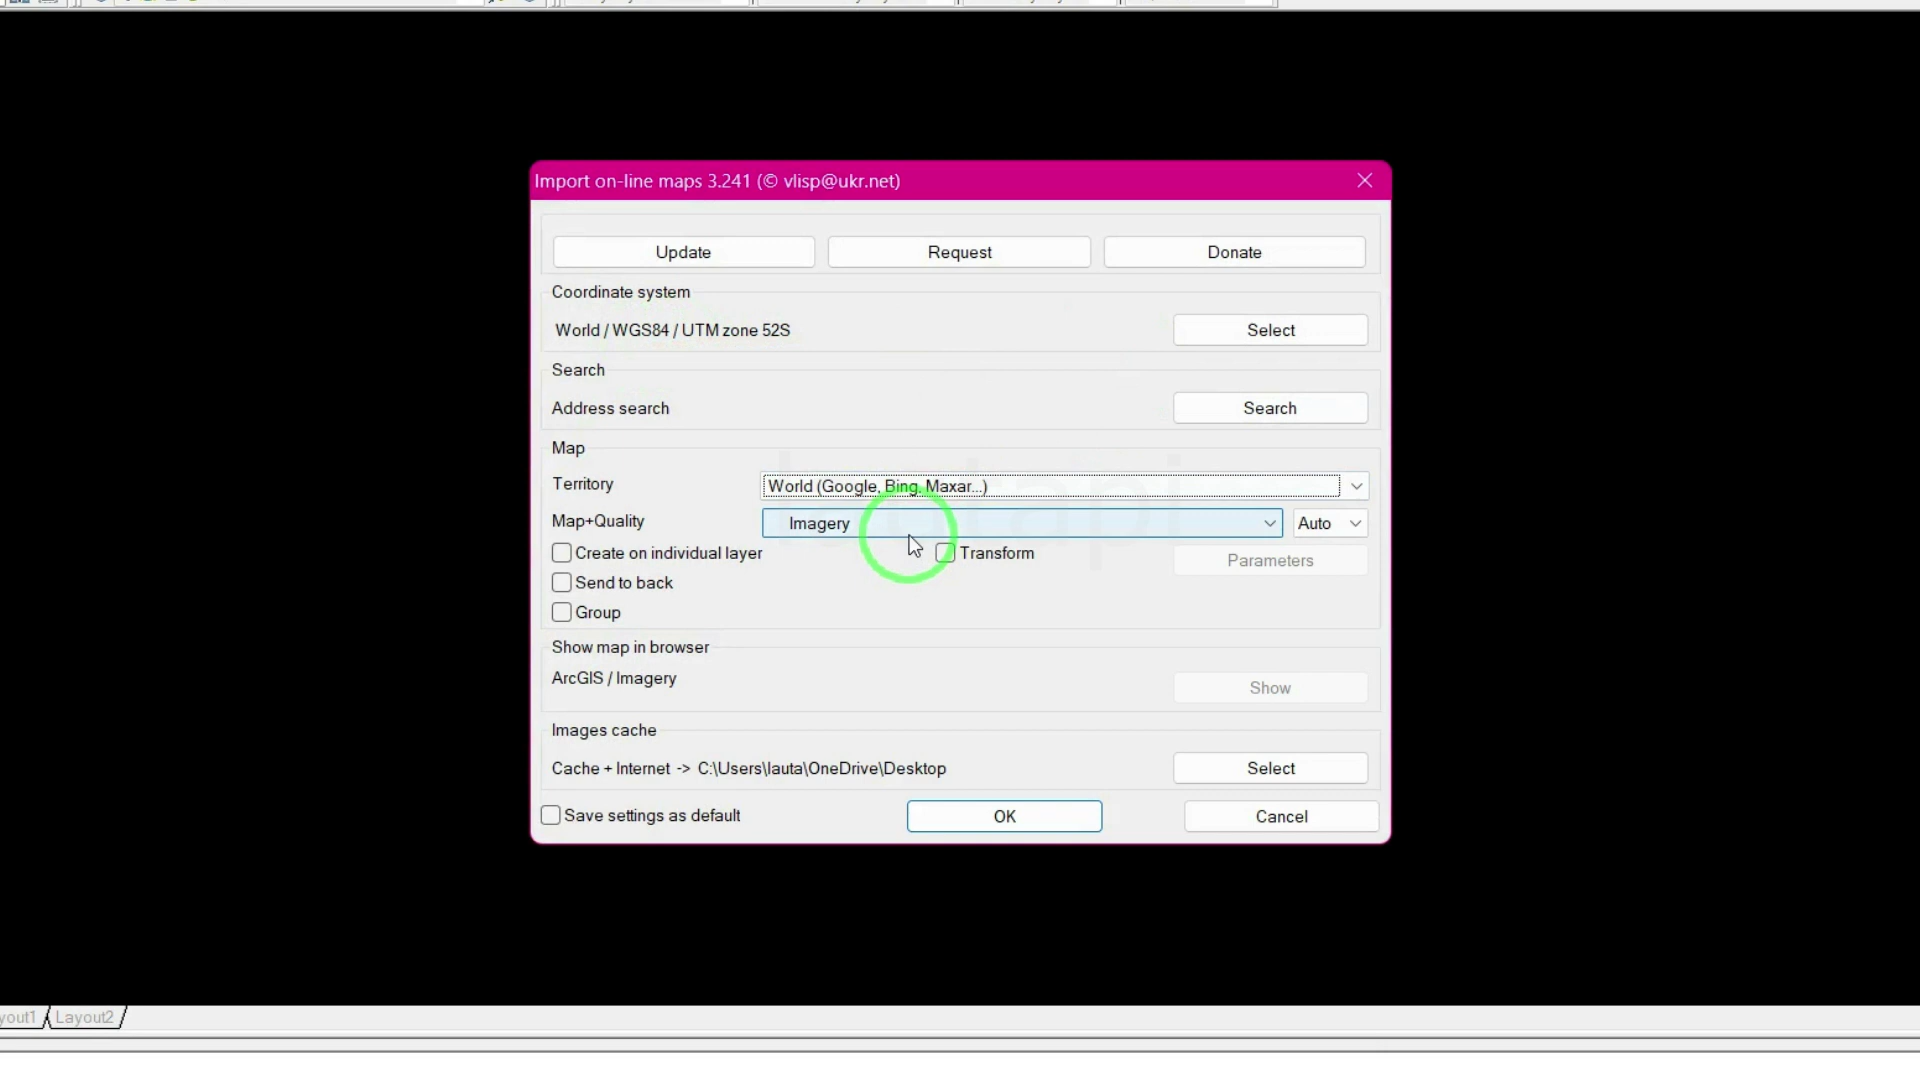 Import on-line maps 3.241 (© vlisp@ukr.net)
Update Request Donate
Coordinate system
World / WGS84 / UTM zone 52S Select
Search
Address search Search
Map
Territory World (Google, Bing, Maxar...)
Map+Quality Imagery Auto
Create on individual layer Transform Parameters
Send to back
Group
Show map in browser
ArcGIS / Imagery Show
Images cache
Cache + Internet -> C:\Users\lauta\OneDrive\Desktop Select
Save settings as default OK Cancel
yout1 Layout2